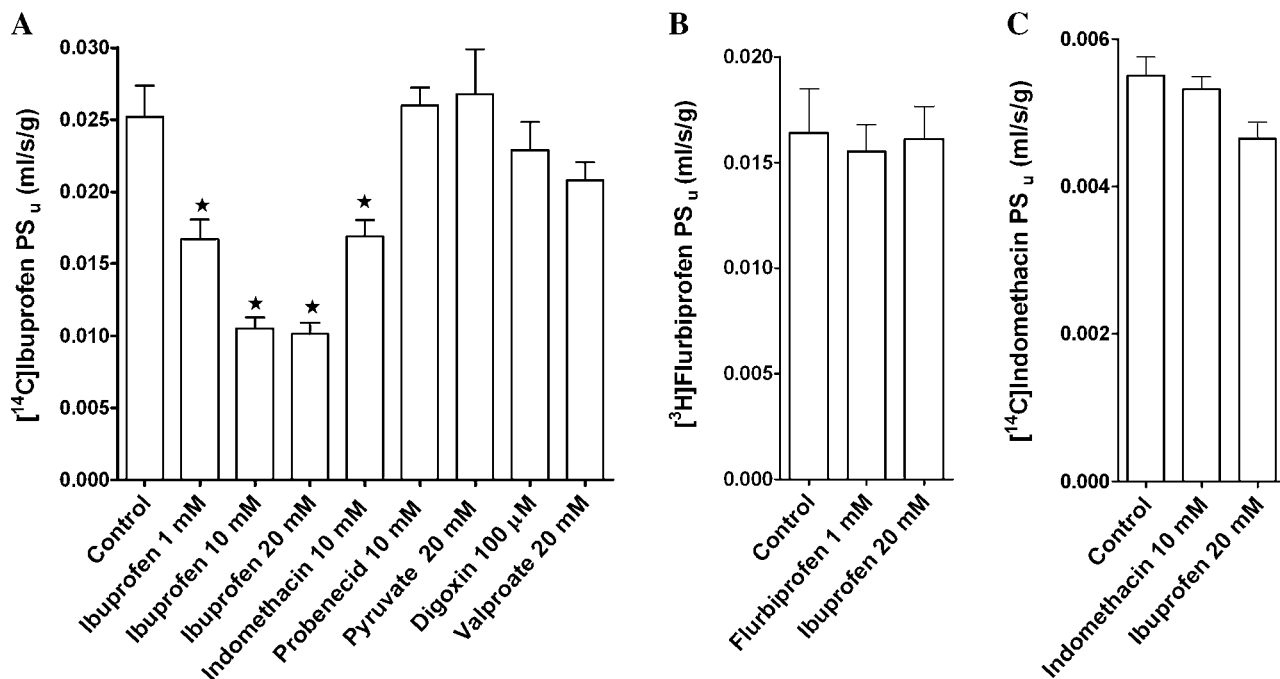 A
[¹⁴C]Ibuprofen PS u (ml/s/g)
0.030
0.025
0.020
0.015
0.010
0.005
0.000
★
★
★
★
Control
Ibuprofen 1 mM
Ibuprofen 10 mM
Ibuprofen 20 mM
Indomethacin 10 mM
Probenecid 10 mM
Pyruvate 20 mM
Digoxin 100 μM
Valproate 20 mM
B
[³H]Flurbiprofen PS u (ml/s/g)
0.020
0.015
0.010
0.005
0.000
Control
Flurbiprofen 1 mM
Ibuprofen 20 mM
C
[¹⁴C]Indomethacin PS u (ml/s/g)
0.006
0.004
0.002
0.000
Control
Indomethacin 10 mM
Ibuprofen 20 mM